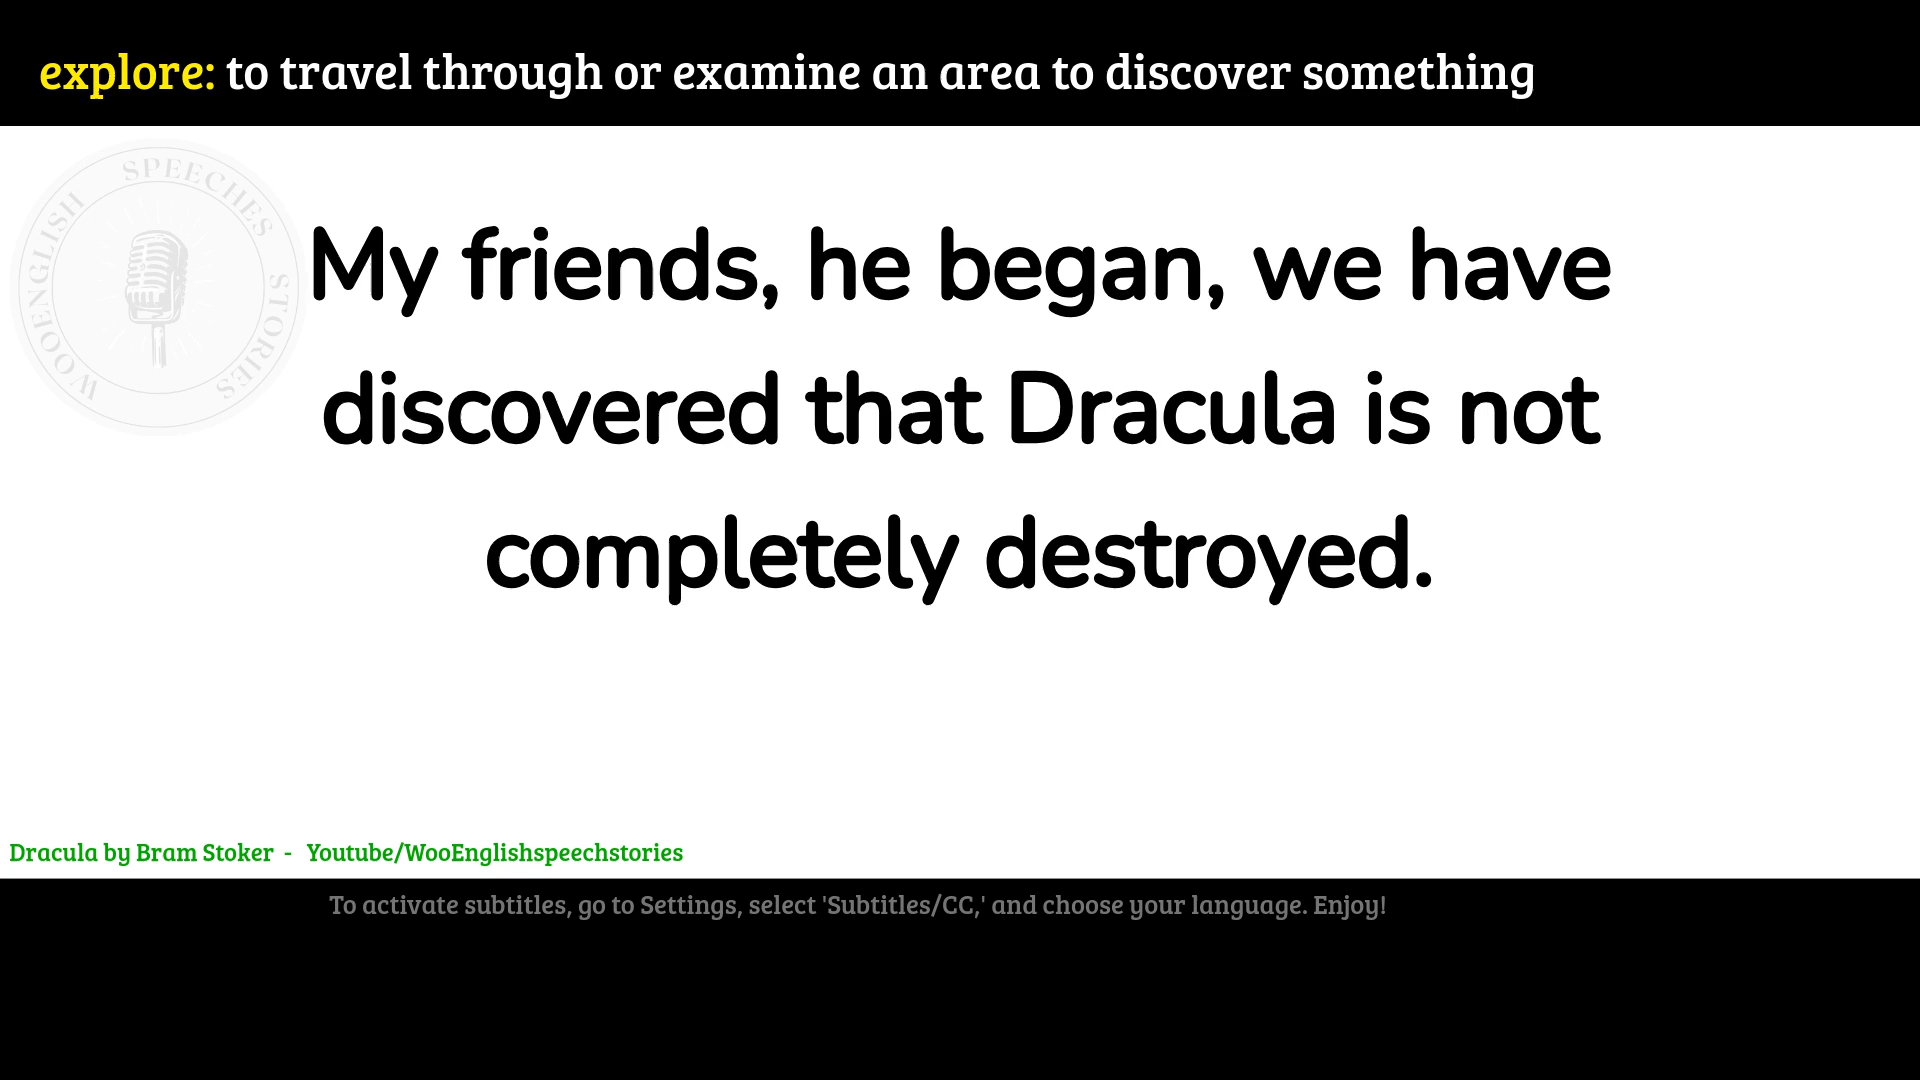 explore: to travel through or examine an area to discover something
WOOENGLISH SPEECHES STORIES
My friends, he began, we have
discovered that Dracula is not
completely destroyed.
Dracula by Bram Stoker - Youtube/WooEnglishspeechstories
To activate subtitles, go to Settings, select 'Subtitles/CC,' and choose your language. Enjoy!